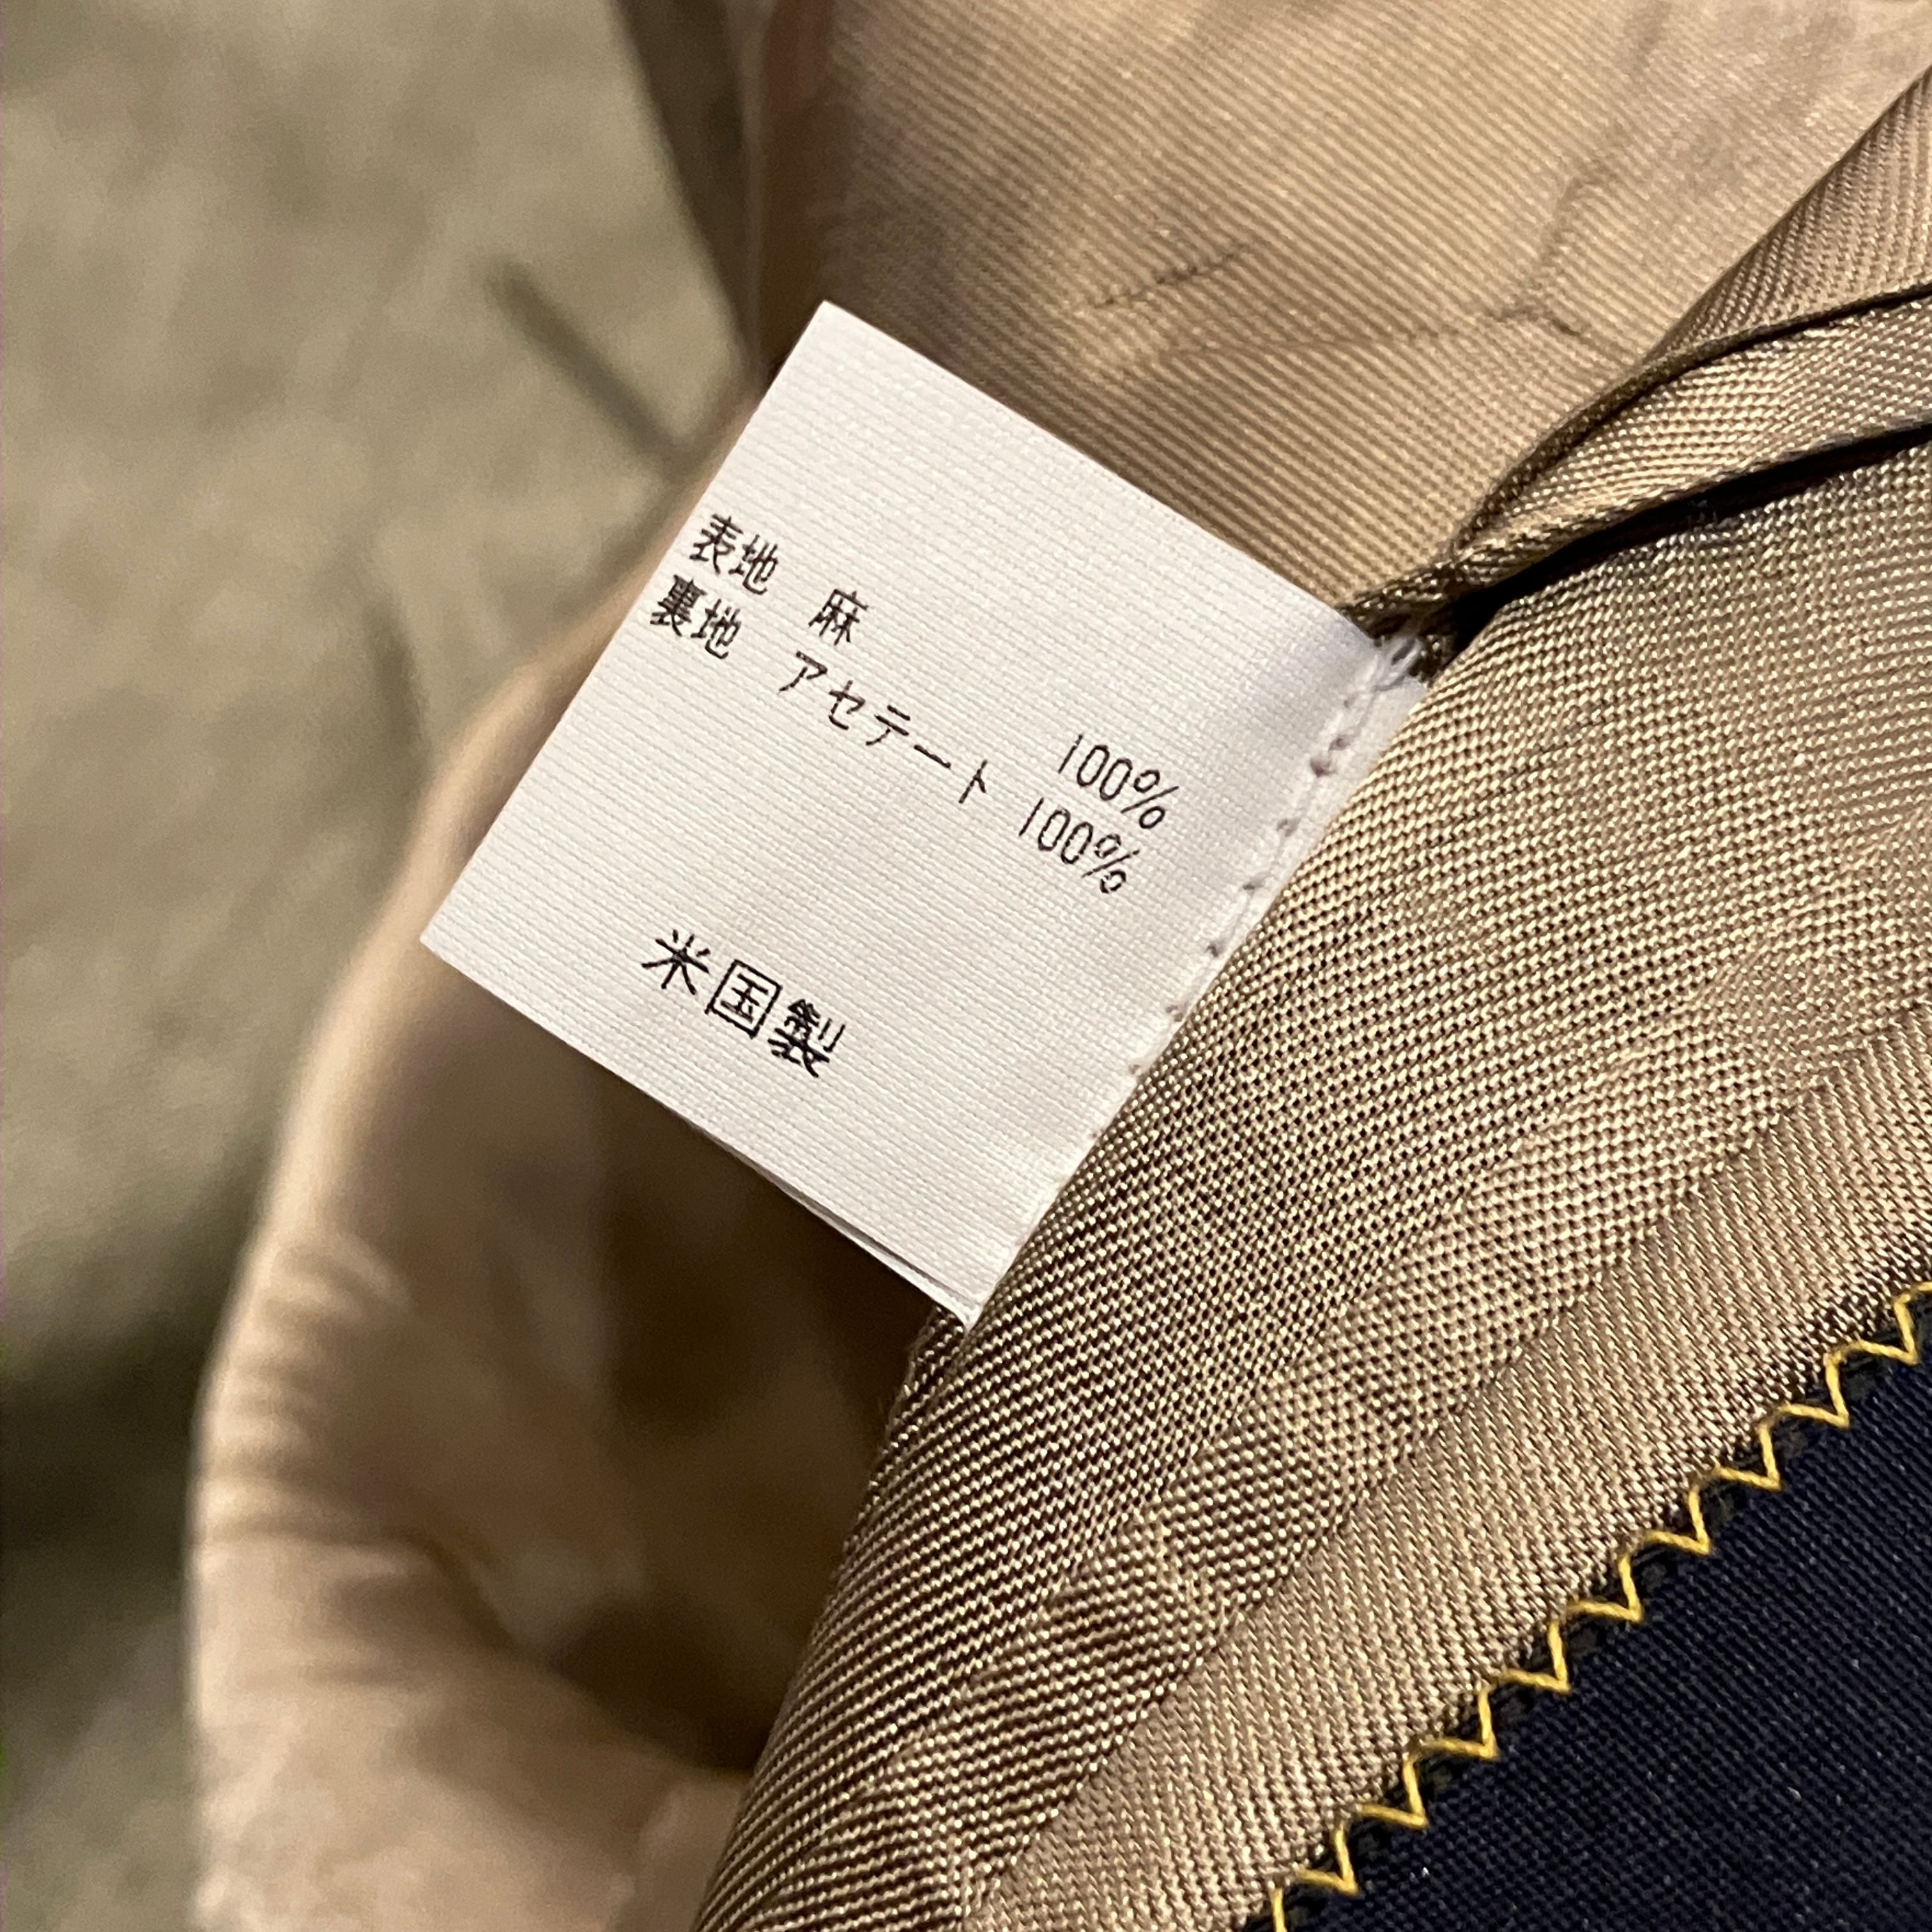 表地 麻 100%
裏地 アセテート 100%
米国製